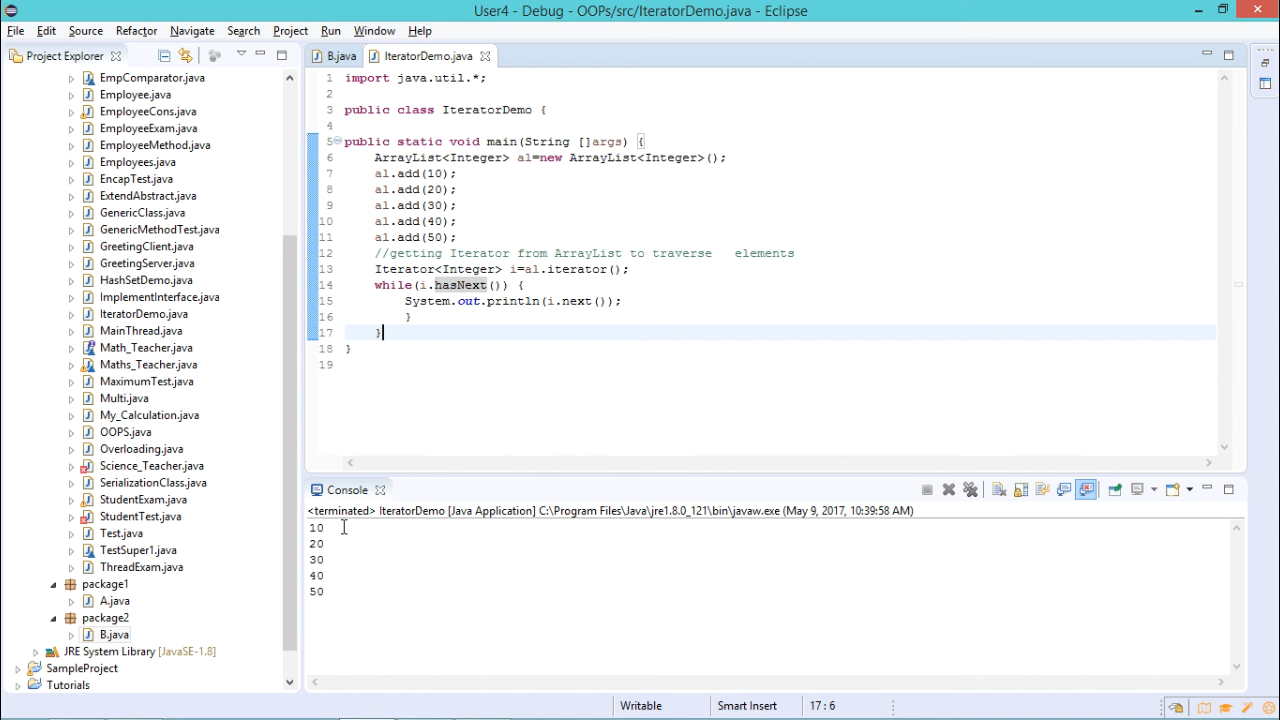 User4 - Debug - OOPs/src/IteratorDemo.java - Eclipse
File Edit Source Refactor Navigate Search Project Run Window Help
Project Explorer
EmpComparator.java
Employee.java
EmployeeCons.java
EmployeeExam.java
EmployeeMethod.java
Employees.java
EncapTest.java
ExtendAbstract.java
GenericClass.java
GenericMethodTest.java
GreetingClient.java
GreetingServer.java
HashSetDemo.java
ImplementInterface.java
IteratorDemo.java
MainThread.java
Math_Teacher.java
Maths_Teacher.java
MaximumTest.java
Multi.java
My_Calculation.java
OOPS.java
Overloading.java
Science_Teacher.java
SerializationClass.java
StudentExam.java
StudentTest.java
Test.java
TestSuper1.java
ThreadExam.java
package1
A.java
package2
B.java
JRE System Library [JavaSE-1.8]
SampleProject
Tutorials
B.java IteratorDemo.java
1 import java.util.*;
2
3 public class IteratorDemo {
4
5 public static void main(String []args) {
6 ArrayList<Integer> al=new ArrayList<Integer>();
7 al.add(10);
8 al.add(20);
9 al.add(30);
10 al.add(40);
11 al.add(50);
12 //getting Iterator from ArrayList to traverse   elements
13 Iterator<Integer> i=al.iterator();
14 while(i.hasNext()) {
15 System.out.println(i.next());
16 }
17 }
18 }
19
Console
<terminated> IteratorDemo [Java Application] C:\Program Files\Java\jre1.8.0_121\bin\javaw.exe (May 9, 2017, 10:39:58 AM)
10
20
30
40
50
Writable Smart Insert 17 : 6